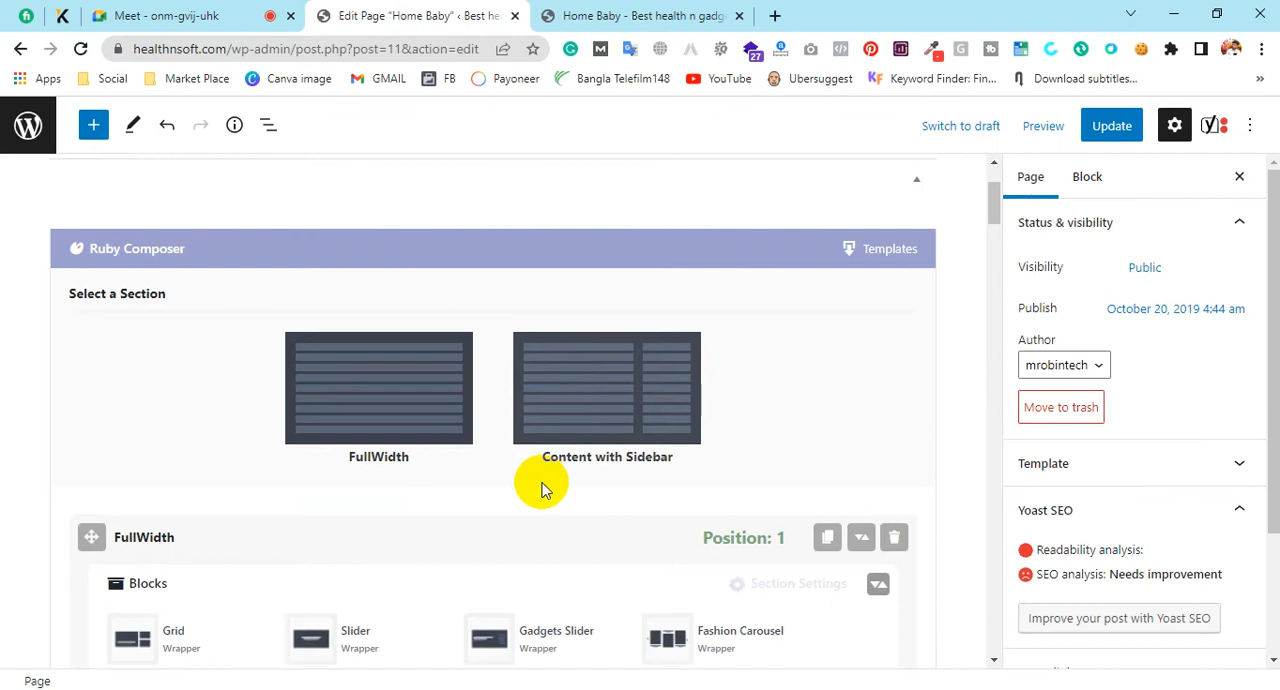 Meet - onm-gvij-uhk
Edit Page “Home Baby” ‹ Best he
Home Baby - Best health n gadg
healthnsoft.com/wp-admin/post.php?post=11&action=edit
27
Apps
Social
Market Place
Canva image
GMAIL
FB
Payoneer
Bangla Telefilm148
YouTube
Ubersuggest
Keyword Finder: Fin...
Download subtitles...
»
Switch to draft
Preview
Update
Page
Block
Status & visibility
Ruby Composer
Templates
Visibility
Public
Select a Section
Publish
October 20, 2019 4:44 am
Author
mrobintech
Move to trash
FullWidth
Content with Sidebar
Template
Yoast SEO
FullWidth
Position: 1
Readability analysis:
SEO analysis: Needs improvement
Blocks
Section Settings
Improve your post with Yoast SEO
Grid
Wrapper
Slider
Wrapper
Gadgets Slider
Wrapper
Fashion Carousel
Wrapper
Page